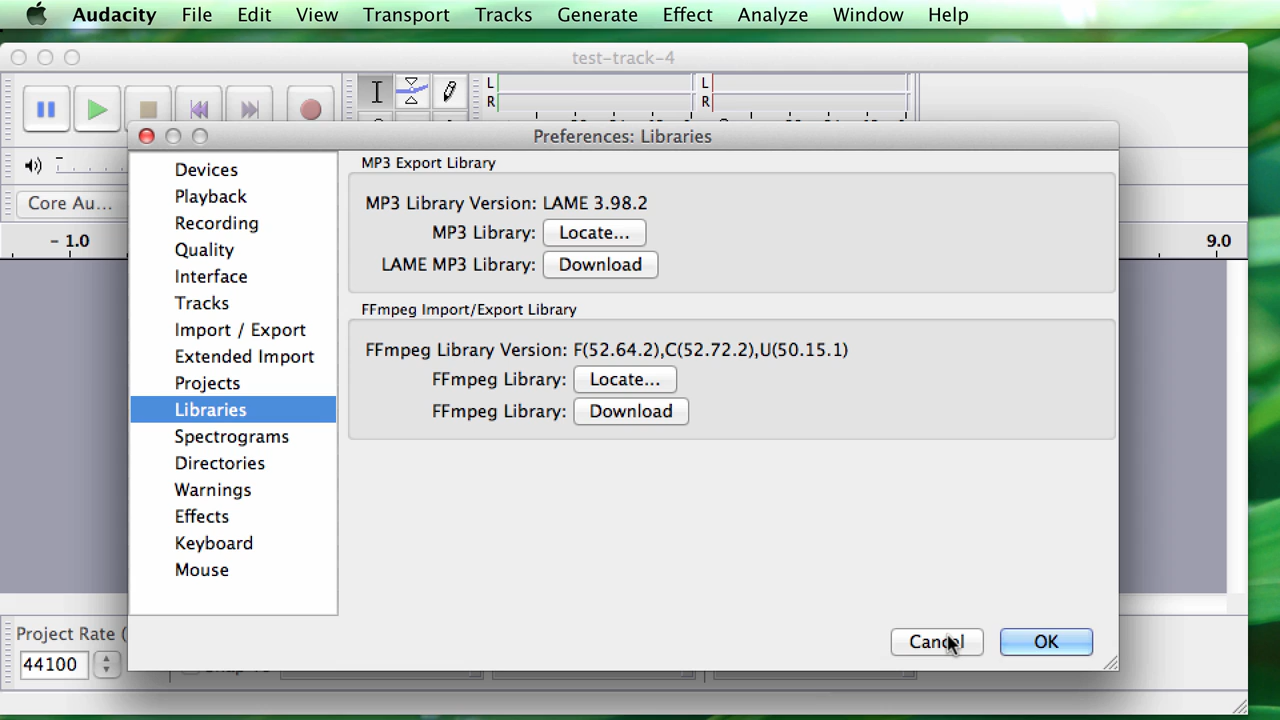 Audacity File Edit View Transport Tracks Generate Effect Analyze Window Help
test-track-4
L
R
L
R
Preferences: Libraries
Core Au...
- 1.0
9.0
Devices
Playback
Recording
Quality
Interface
Tracks
Import / Export
Extended Import
Projects
Libraries
Spectrograms
Directories
Warnings
Effects
Keyboard
Mouse
MP3 Export Library
MP3 Library Version: LAME 3.98.2
MP3 Library: Locate...
LAME MP3 Library: Download
FFmpeg Import/Export Library
FFmpeg Library Version: F(52.64.2),C(52.72.2),U(50.15.1)
FFmpeg Library: Locate...
FFmpeg Library: Download
Cancel OK
Project Rate (
44100